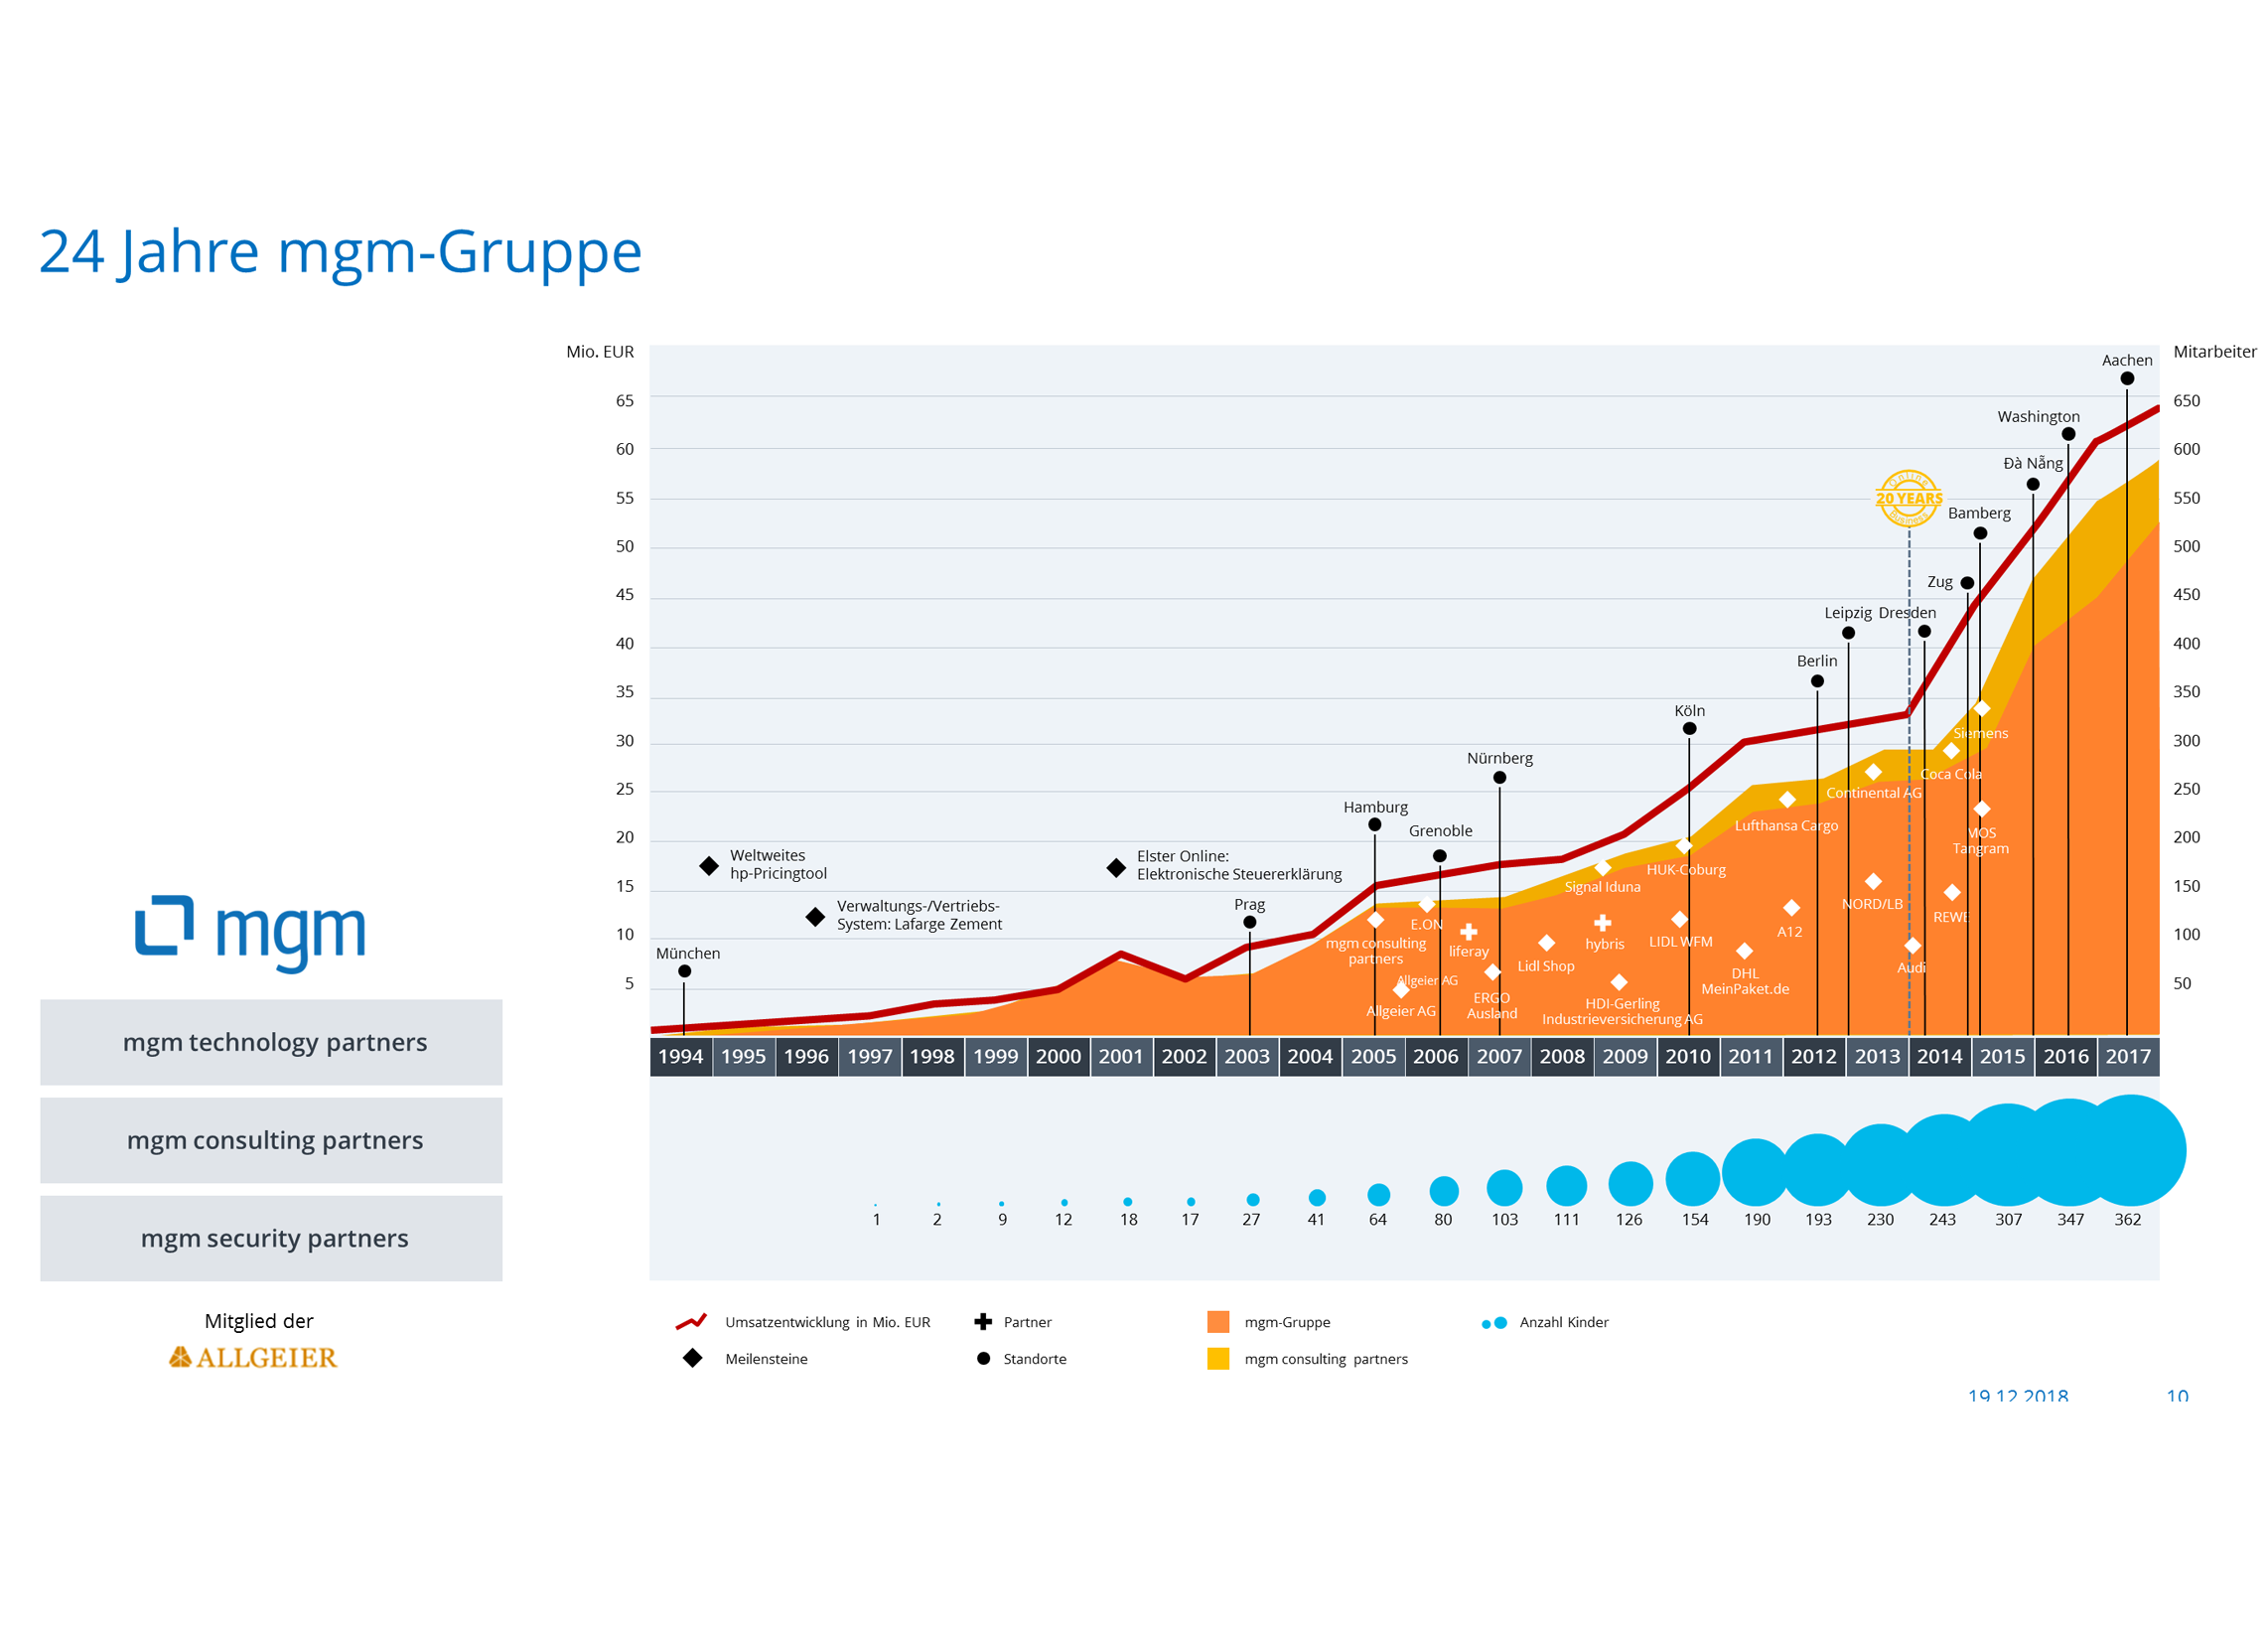 24 Jahre mgm-Gruppe
Mio. EUR
Mitarbeiter
65
60
55
50
45
40
35
30
25
20
15
10
5
650
600
550
500
450
400
350
300
250
200
150
100
50
Aachen
Washington
Đà Nẵng
Online
20 YEARS
Business
Bamberg
Zug
Leipzig
Dresden
Berlin
Köln
Nürnberg
Hamburg
Grenoble
Prag
München
Weltweites
hp-Pricingtool
Verwaltungs-/Vertriebs-
System: Lafarge Zement
Elster Online:
Elektronische Steuererklärung
Siemens
Coca Cola
Continental AG
Lufthansa Cargo
MOS
Tangram
HUK-Coburg
Signal Iduna
NORD/LB
REWE
A12
Audi
E.ON
mgm consulting
partners
liferay
hybris
LIDL WFM
Lidl Shop
DHL
MeinPaket.de
Allgeier AG
Allgeier AG
ERGO
Ausland
HDI-Gerling
Industrieversicherung AG
1994 1995 1996 1997 1998 1999 2000 2001 2002 2003 2004 2005 2006 2007 2008 2009 2010 2011 2012 2013 2014 2015 2016 2017
1 2 9 12 18 17 27 41 64 80 103 111 126 154 190 193 230 243 307 347 362
mgm
mgm technology partners
mgm consulting partners
mgm security partners
Mitglied der
ALLGEIER
Umsatzentwicklung in Mio. EUR
Partner
mgm-Gruppe
Anzahl Kinder
Meilensteine
Standorte
mgm consulting partners
19.12.2018
10